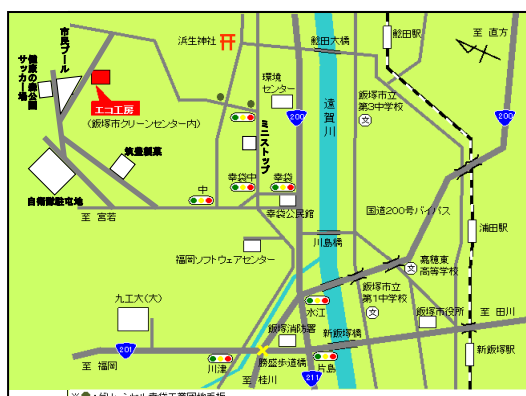 市民プール
健康の森公園
サッカー場
エコ工房
(飯塚市クリーンセンター内)
筑豊製菓
自衛隊駐屯地
至 宮若
浜生神社
環境
センター
ミニストップ
中
幸袋中
幸袋
幸袋公民館
福岡ソフトウェアセンター
九工大(大)
至 福岡
201
川津
飯塚消防署
勝盛歩道橋
至 桂川
211
片島
水江
新飯塚橋
川島橋
遠賀川
200
鯰田大橋
鯰田駅
至 直方
飯塚市立
第3中学校
文
200
国道200号バイパス
浦田駅
嘉穂東
高等学校
文
飯塚市立
第1中学校
文
飯塚市役所
至 田川
新飯塚駅